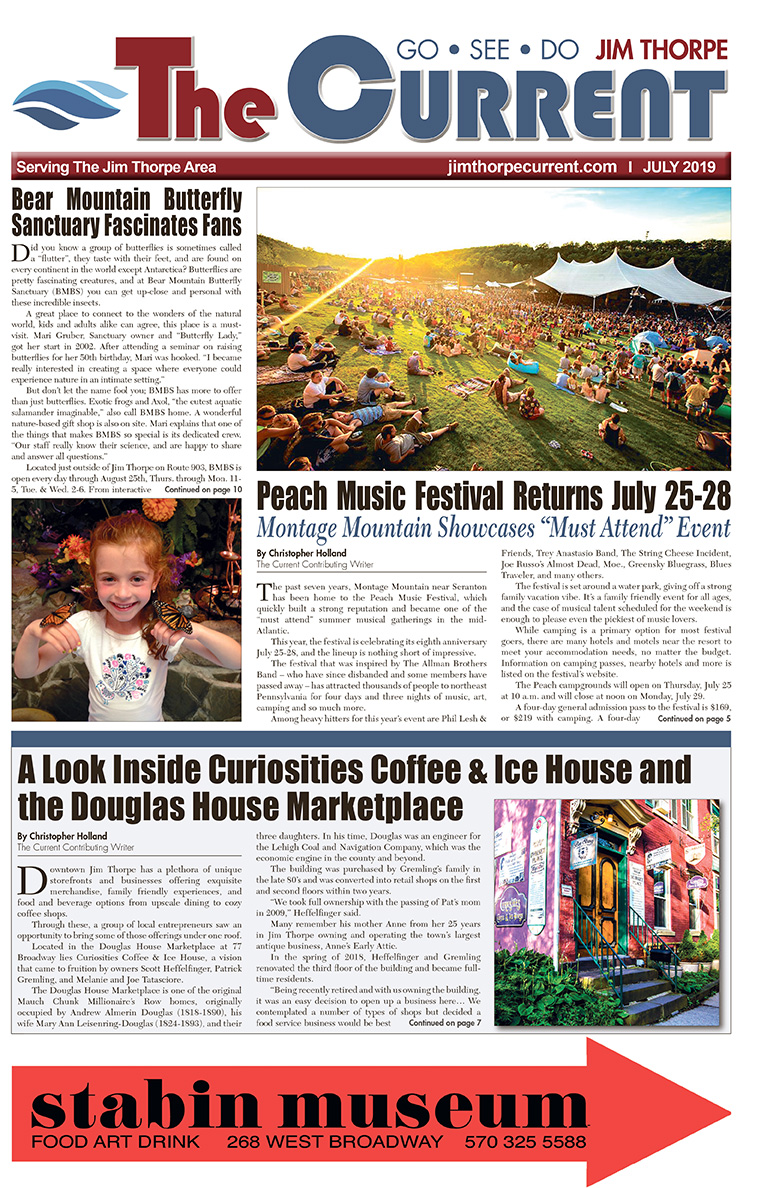 GO • SEE • DO JIM THORPE
The Current
Serving The Jim Thorpe Area
jimthorpecurrent.com I JULY 2019
Bear Mountain Butterfly
Sanctuary Fascinates Fans
Did you know a group of butterflies is sometimes called
a "flutter", they taste with their feet, and are found on
every continent in the world except Antarctica? Butterflies are
pretty fascinating creatures, and at Bear Mountain Butterfly
Sanctuary (BMBS) you can get up-close and personal with
these incredible insects.
A great place to connect to the wonders of the natural
world, kids and adults alike can agree, this place is a must-
visit. Mari Gruber, Sanctuary owner and "Butterfly Lady,"
got her start in 2002. After attending a seminar on raising
butterflies for her 50th birthday, Mari was hooked. "I became
really interested in creating a space where everyone could
experience nature in an intimate setting."
But don't let the name fool you; BMBS has more to offer
than just butterflies. Exotic frogs and Axol, "the cutest aquatic
salamander imaginable," also call BMBS home. A wonderful
nature-based gift shop is also on site. Mari explains that one of
the things that makes BMBS so special is its dedicated crew.
"Our staff really know their science, and are happy to share
and answer all questions."
Located just outside of Jim Thorpe on Route 903, BMBS is
open every day through August 25th, Thurs. through Mon. 11-
5, Tue. & Wed. 2-6. From interactive Continued on page 10
Peach Music Festival Returns July 25-28
Montage Mountain Showcases "Must Attend" Event
By Christopher Holland
The Current Contributing Writer
The past seven years, Montage Mountain near Scranton
has been home to the Peach Music Festival, which
quickly built a strong reputation and became one of the
"must attend" summer musical gatherings in the mid-
Atlantic.
This year, the festival is celebrating its eighth anniversary
July 25-28, and the lineup is nothing short of impressive.
The festival that was inspired by The Allman Brothers
Band – who have since disbanded and some members have
passed away – has attracted thousands of people to northeast
Pennsylvania for four days and three nights of music, art,
camping and so much more.
Among heavy hitters for this year's event are Phil Lesh &
Friends, Trey Anastasio Band, The String Cheese Incident,
Joe Russo's Almost Dead, Moe., Greensky Bluegrass, Blues
Traveler, and many others.
The festival is set around a water park, giving off a strong
family vacation vibe. It's a family friendly event for all ages,
and the case of musical talent scheduled for the weekend is
enough to please even the pickiest of music lovers.
While camping is a primary option for most festival
goers, there are many hotels and motels near the resort to
meet your accommodation needs, no matter the budget.
Information on camping passes, nearby hotels and more is
listed on the festival's website.
The Peach campgrounds will open on Thursday, July 25
at 10 a.m. and will close at noon on Monday, July 29.
A four-day general admission pass to the festival is $169,
or $219 with camping. A four-day Continued on page 5
A Look Inside Curiosities Coffee & Ice House and
the Douglas House Marketplace
By Christopher Holland
The Current Contributing Writer
Downtown Jim Thorpe has a plethora of unique
storefronts and businesses offering exquisite
merchandise, family friendly experiences, and
food and beverage options from upscale dining to cozy
coffee shops.
Through these, a group of local entrepreneurs saw an
opportunity to bring some of those offerings under one roof.
Located in the Douglas House Marketplace at 77
Broadway lies Curiosities Coffee & Ice House, a vision
that came to fruition by owners Scott Heffelfinger, Patrick
Gremling, and Melanie and Joe Tatasciore.
The Douglas House Marketplace is one of the original
Mauch Chunk Millionaire's Row homes, originally
occupied by Andrew Almerin Douglas (1818-1890), his
wife Mary Ann Leisenring-Douglas (1824-1893), and their
three daughters. In his time, Douglas was an engineer for
the Lehigh Coal and Navigation Company, which was the
economic engine in the county and beyond.
The building was purchased by Gremling's family in
the late 80's and was converted into retail shops on the first
and second floors within two years.
"We took full ownership with the passing of Pat's mom
in 2009," Heffelfinger said.
Many remember his mother Anne from her 25 years
in Jim Thorpe owning and operating the town's largest
antique business, Anne's Early Attic.
In the spring of 2018, Heffelfinger and Gremling
renovated the third floor of the building and became full-
time residents.
"Being recently retired and with us owning the building,
it was an easy decision to open up a business here… We
contemplated a number of types of shops but decided a
food service business would be best Continued on page 7
stabin museum
FOOD ART DRINK 268 WEST BROADWAY 570 325 5588